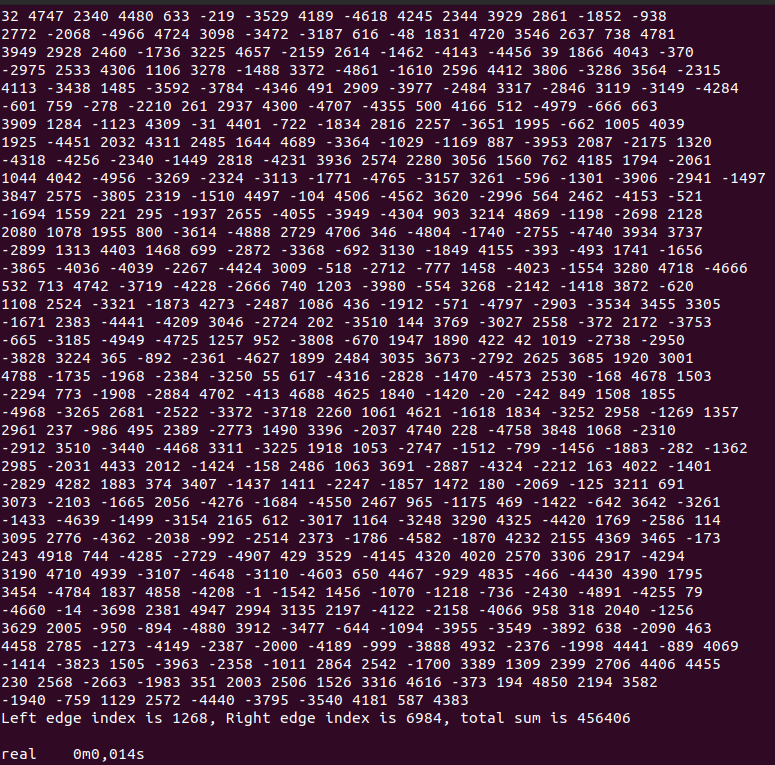 32 4747 2340 4480 633 -219 -3529 4189 -4618 4245 2344 3929 2861 -1852 -938
2772 -2068 -4966 4724 3098 -3472 -3187 616 -48 1831 4720 3546 2637 738 4781
3949 2928 2460 -1736 3225 4657 -2159 2614 -1462 -4143 -4456 39 1866 4043 -370
-2975 2533 4306 1106 3278 -1488 3372 -4861 -1610 2596 4412 3806 -3286 3564 -2315
4113 -3438 1485 -3592 -3784 -4346 491 2909 -3977 -2484 3317 -2846 3119 -3149 -4284
-601 759 -278 -2210 261 2937 4300 -4707 -4355 500 4166 512 -4979 -666 663
3909 1284 -1123 4309 -31 4401 -722 -1834 2816 2257 -3651 1995 -662 1005 4039
1925 -4451 2032 4311 2485 1644 4689 -3364 -1029 -1169 887 -3953 2087 -2175 1320
-4318 -4256 -2340 -1449 2818 -4231 3936 2574 2280 3056 1560 762 4185 1794 -2061
1044 4042 -4956 -3269 -2324 -3113 -1771 -4765 -3157 3261 -596 -1301 -3906 -2941 -1497
3847 2575 -3805 2319 -1510 4497 -104 4506 -4562 3620 -2996 564 2462 -4153 -521
-1694 1559 221 295 -1937 2655 -4055 -3949 -4304 903 3214 4869 -1198 -2698 2128
2080 1078 1955 800 -3614 -4888 2729 4706 346 -4804 -1740 -2755 -4740 3934 3737
-2899 1313 4403 1468 699 -2872 -3368 -692 3130 -1849 4155 -393 -493 1741 -1656
-3865 -4036 -4039 -2267 -4424 3009 -518 -2712 -777 1458 -4023 -1554 3280 4718 -4666
532 713 4742 -3719 -4228 -2666 740 1203 -3980 -554 3268 -2142 -1418 3872 -620
1108 2524 -3321 -1873 4273 -2487 1086 436 -1912 -571 -4797 -2903 -3534 3455 3305
-1671 2383 -4441 -4209 3046 -2724 202 -3510 144 3769 -3027 2558 -372 2172 -3753
-665 -3185 -4949 -4725 1257 952 -3808 -670 1947 1890 422 42 1019 -2738 -2950
-3828 3224 365 -892 -2361 -4627 1899 2484 3035 3673 -2792 2625 3685 1920 3001
4788 -1735 -1968 -2384 -3250 55 617 -4316 -2828 -1470 -4573 2530 -168 4678 1503
-2294 773 -1908 -2884 4702 -413 4688 4625 1840 -1420 -20 -242 849 1508 1855
-4968 -3265 2681 -2522 -3372 -3718 2260 1061 4621 -1618 1834 -3252 2958 -1269 1357
2961 237 -986 495 2389 -2773 1490 3396 -2037 4740 228 -4758 3848 1068 -2310
-2912 3510 -3440 -4468 3311 -3225 1918 1053 -2747 -1512 -799 -1456 -1883 -282 -1362
2985 -2031 4433 2012 -1424 -158 2486 1063 3691 -2887 -4324 -2212 163 4022 -1401
-2829 4282 1883 374 3407 -1437 1411 -2247 -1857 1472 180 -2069 -125 3211 691
3073 -2103 -1665 2056 -4276 -1684 -4550 2467 965 -1175 469 -1422 -642 3642 -3261
-1433 -4639 -1499 -3154 2165 612 -3017 1164 -3248 3290 4325 -4420 1769 -2586 114
3095 2776 -4362 -2038 -992 -2514 2373 -1786 -4582 -1870 4232 2155 4369 3465 -173
243 4918 744 -4285 -2729 -4907 429 3529 -4145 4320 4020 2570 3306 2917 -4294
3190 4710 4939 -3107 -4648 -3110 -4603 650 4467 -929 4835 -466 -4430 4390 1795
3454 -4784 1837 4858 -4208 -1 -1542 1456 -1070 -1218 -736 -2430 -4891 -4255 79
-4660 -14 -3698 2381 4947 2994 3135 2197 -4122 -2158 -4066 958 318 2040 -1256
3629 2005 -950 -894 -4880 3912 -3477 -644 -1094 -3955 -3549 -3892 638 -2090 463
4458 2785 -1273 -4149 -2387 -2000 -4189 -999 -3888 4932 -2376 -1998 4441 -889 4069
-1414 -3823 1505 -3963 -2358 -1011 2864 2542 -1700 3389 1309 2399 2706 4406 4455
230 2568 -2663 -1983 351 2003 2506 1526 3316 4616 -373 194 4850 2194 3582
-1940 -759 1129 2572 -4440 -3795 -3540 4181 587 4383
Left edge index is 1268, Right edge index is 6984, total sum is 456406
real 0m0,014s